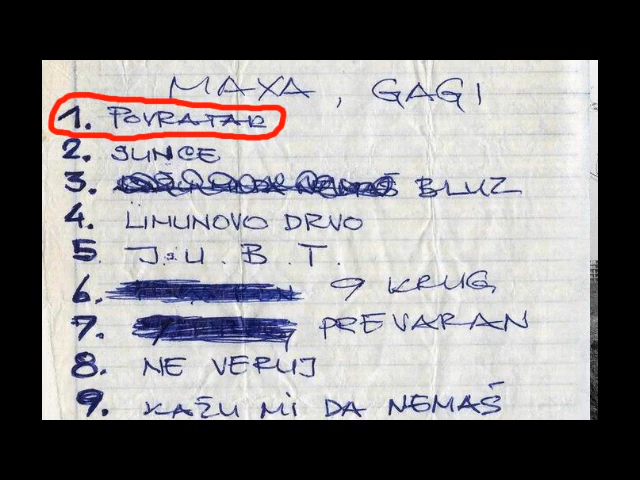 MAXA, GAGI
1. POVRATAK
2. SUNCE
3. BLUZ
4. LIMUNOVO DRVO
5. J.U.B.T.
6. 9 KRUG
7. PREVARAN
8. NE VERUJ
9. KAŽU MI DA NEMAŠ